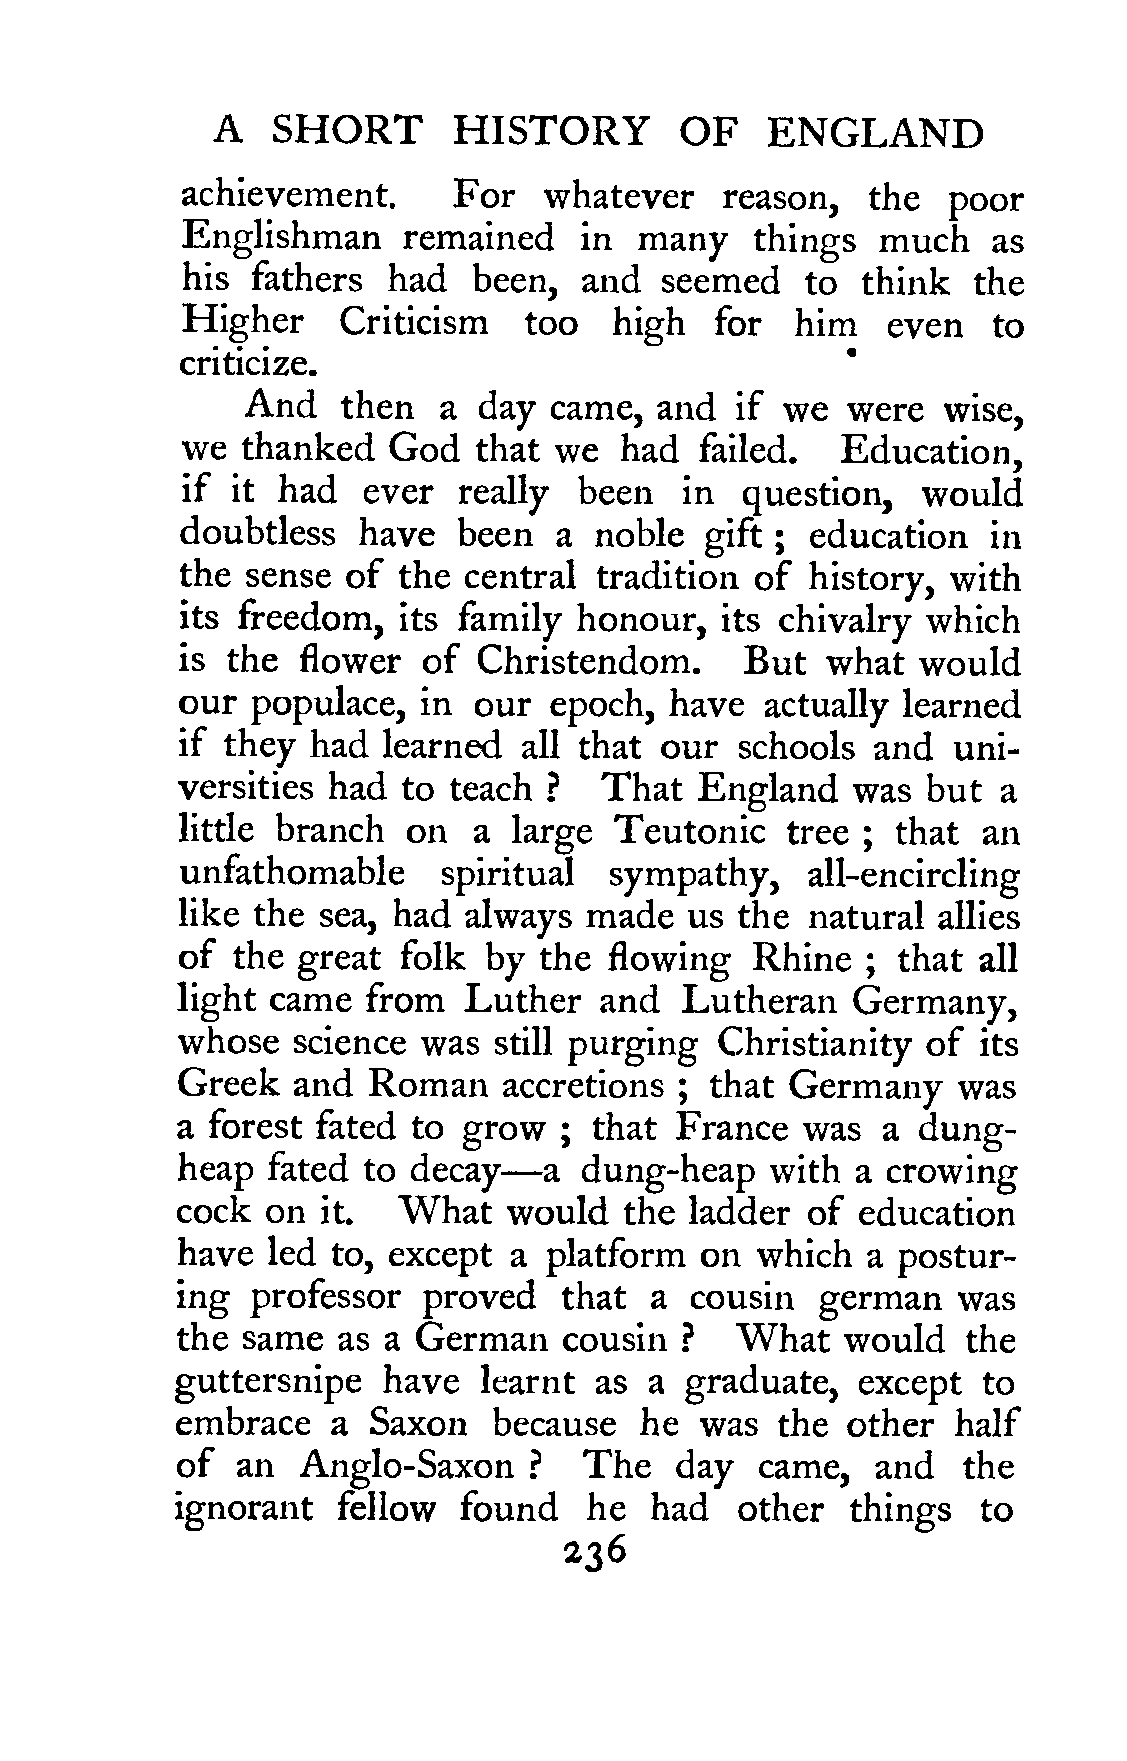 A SHORT HISTORY OF ENGLAND
achievement. For whatever reason, the poor
Englishman remained in many things much as
his fathers had been, and seemed to think the
Higher Criticism too high for him even to
criticize.
And then a day came, and if we were wise,
we thanked God that we had failed. Education,
if it had ever really been in question, would
doubtless have been a noble gift ; education in
the sense of the central tradition of history, with
its freedom, its family honour, its chivalry which
is the flower of Christendom. But what would
our populace, in our epoch, have actually learned
if they had learned all that our schools and uni-
versities had to teach ? That England was but a
little branch on a large Teutonic tree ; that an
unfathomable spiritual sympathy, all-encircling
like the sea, had always made us the natural allies
of the great folk by the flowing Rhine ; that all
light came from Luther and Lutheran Germany,
whose science was still purging Christianity of its
Greek and Roman accretions ; that Germany was
a forest fated to grow ; that France was a dung-
heap fated to decay—a dung-heap with a crowing
cock on it. What would the ladder of education
have led to, except a platform on which a postur-
ing professor proved that a cousin german was
the same as a German cousin ? What would the
guttersnipe have learnt as a graduate, except to
embrace a Saxon because he was the other half
of an Anglo-Saxon ? The day came, and the
ignorant fellow found he had other things to
236